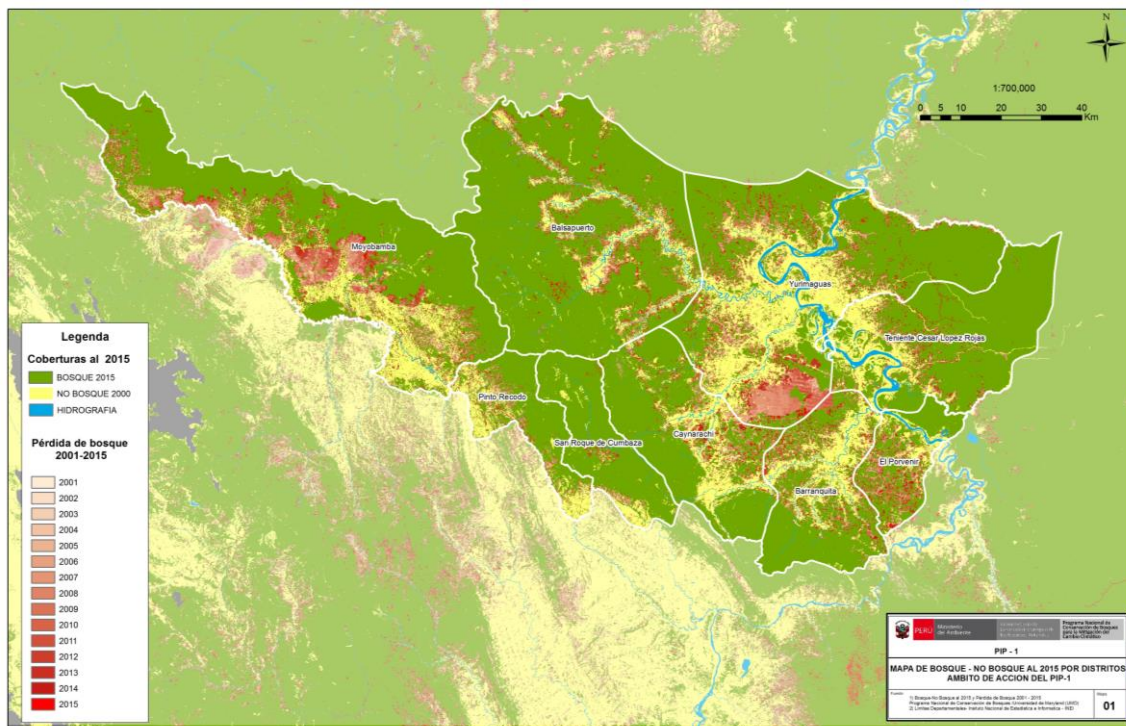 N
1:700,000
0 5 10 20 30 40
Km
Moyobamba
Balsapuerto
Yurimaguas
Teniente Cesar Lopez Rojas
Pinto Recodo
San Roque de Cumbaza
Caynarachi
El Porvenir
Barranquita
Legenda
Coberturas al 2015
BOSQUE 2015
NO BOSQUE 2000
HIDROGRAFIA
Pérdida de bosque
2001-2015
2001
2002
2003
2004
2005
2006
2007
2008
2009
2010
2011
2012
2013
2014
2015
PERÚ
Ministerio
del Ambiente
Programa Nacional de
Conservación de Bosques
para la Mitigación del
Cambio Climático
PIP - 1
MAPA DE BOSQUE - NO BOSQUE AL 2015 POR DISTRITOS
AMBITO DE ACCION DEL PIP-1
1) Bosque-No Bosque al 2015 y Pérdida de Bosque 2001 - 2015
Programa Nacional de Conservación de Bosques
2) Limites Departamentales: Instituto Nacional de Estadística e Informática - INEI
01